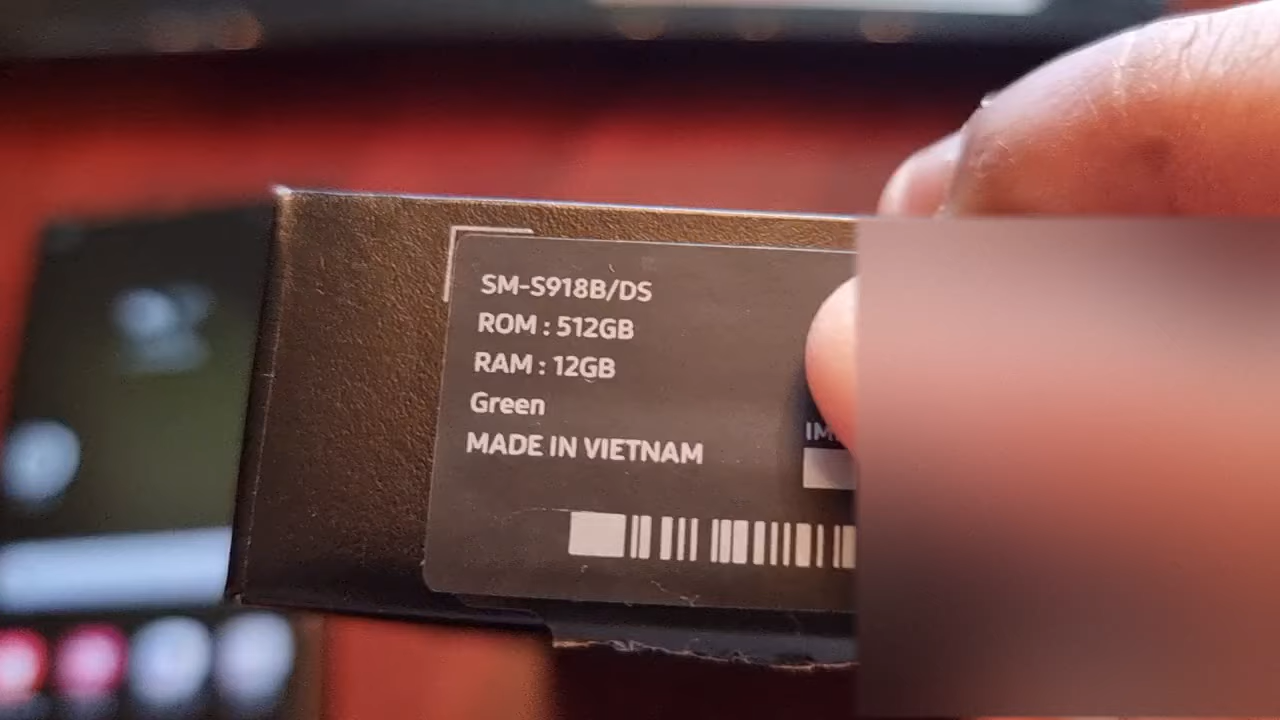 SM-S918B/DS
ROM : 512GB
RAM : 12GB
Green
MADE IN VIETNAM